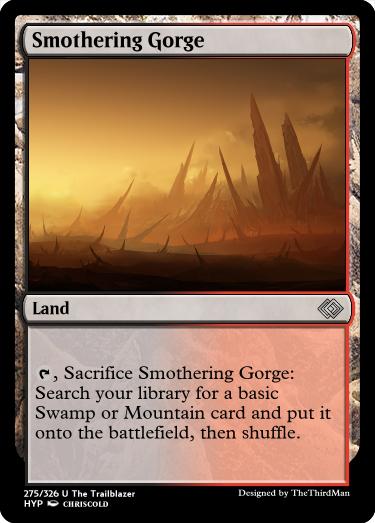 Smothering Gorge
Land
, Sacrifice Smothering Gorge:
Search your library for a basic
Swamp or Mountain card and put it
onto the battlefield, then shuffle.
275/326 U The Trailblazer
Designed by TheThirdMan
HYP CHRISCOLD